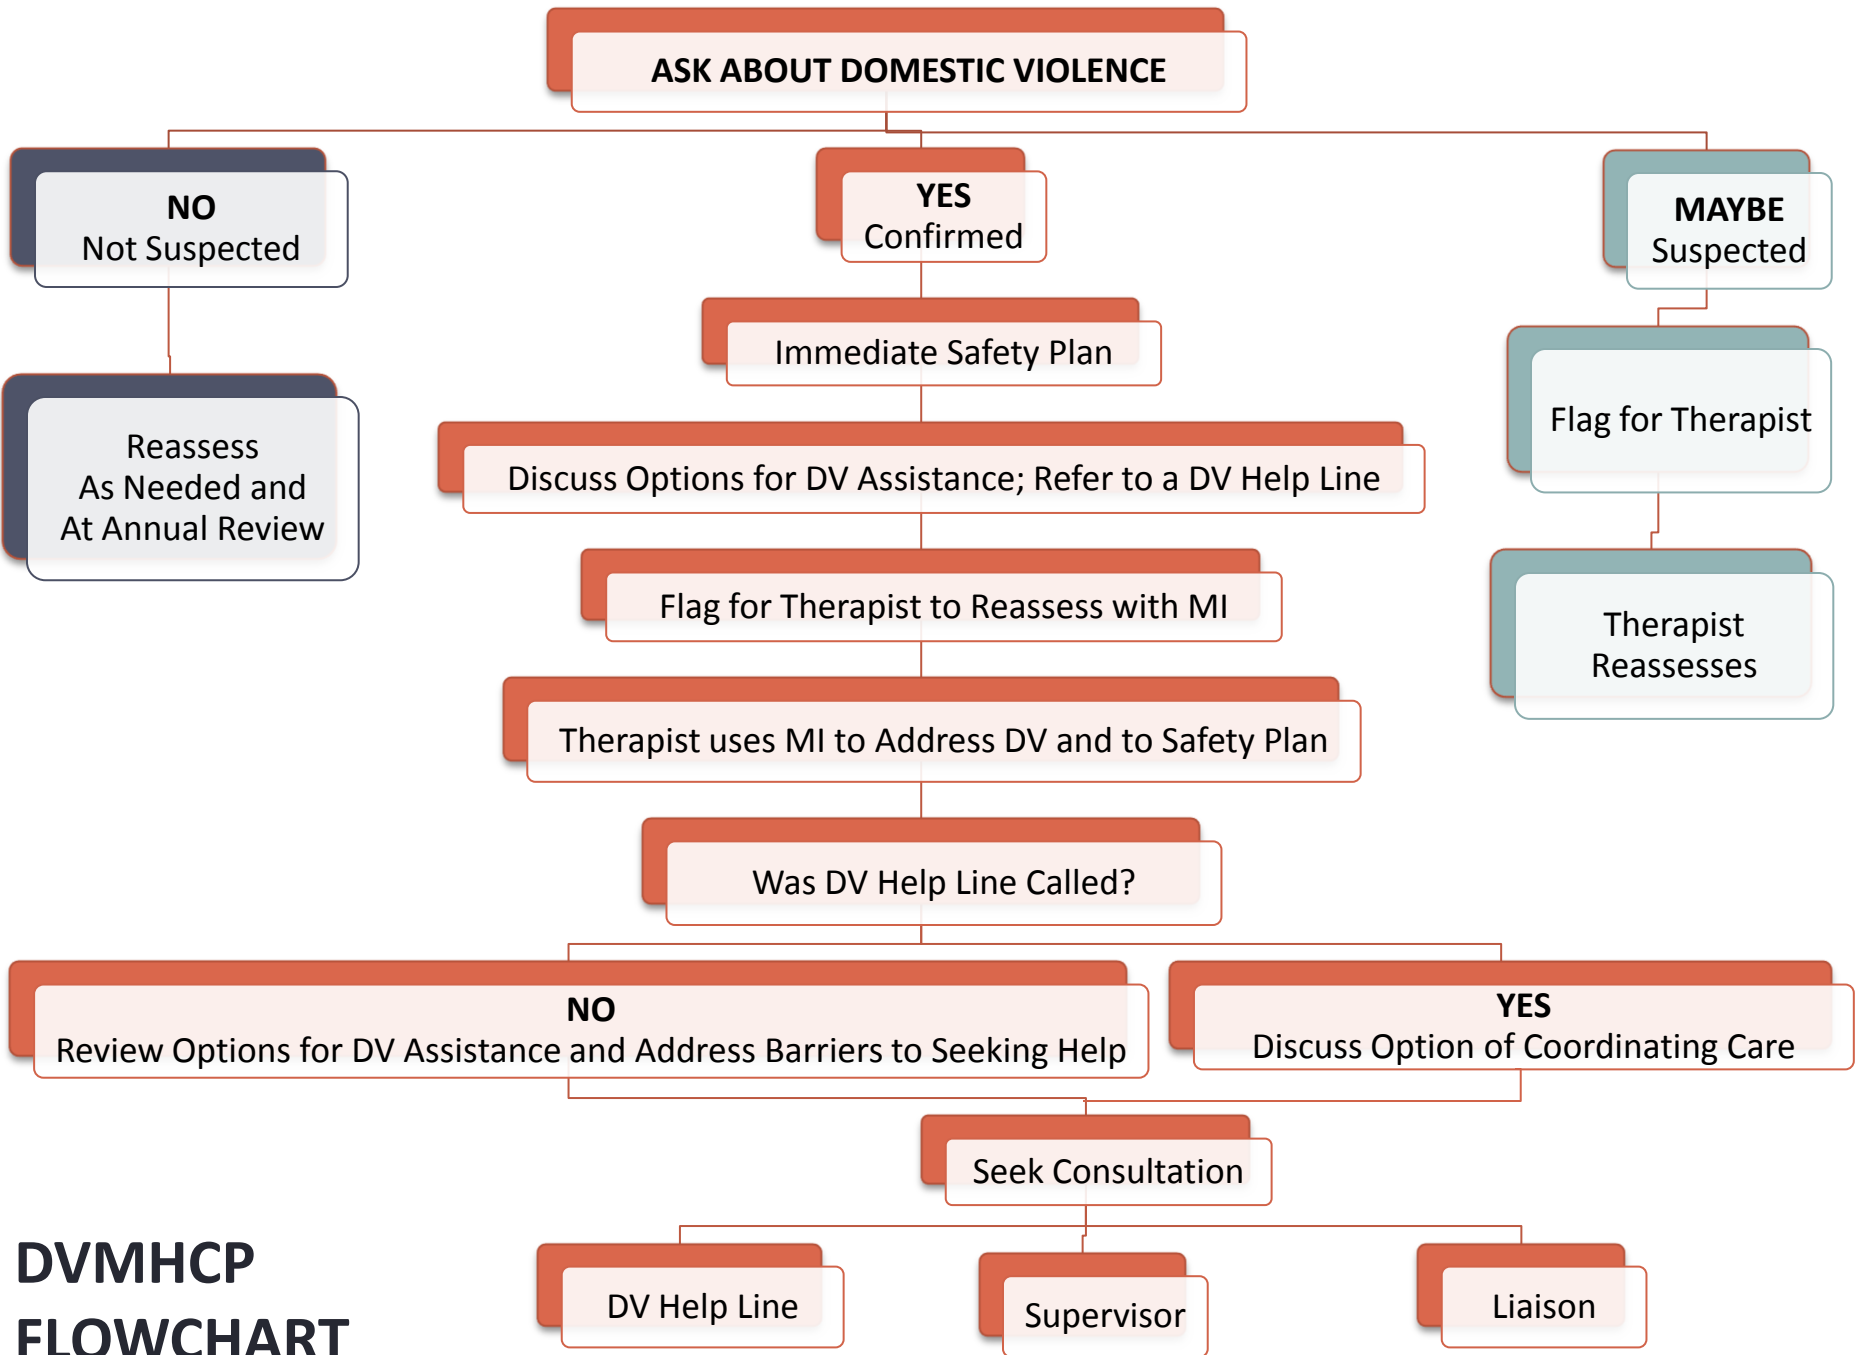 ASK ABOUT DOMESTIC VIOLENCE
NO
Not Suspected
YES
Confirmed
MAYBE
Suspected
Immediate Safety Plan
Flag for Therapist
Reassess
As Needed and
At Annual Review
Discuss Options for DV Assistance; Refer to a DV Help Line
Flag for Therapist to Reassess with MI
Therapist
Reassesses
Therapist uses MI to Address DV and to Safety Plan
Was DV Help Line Called?
NO
Review Options for DV Assistance and Address Barriers to Seeking Help
YES
Discuss Option of Coordinating Care
Seek Consultation
DV Help Line
Supervisor
Liaison
DVMHCP
FLOWCHART